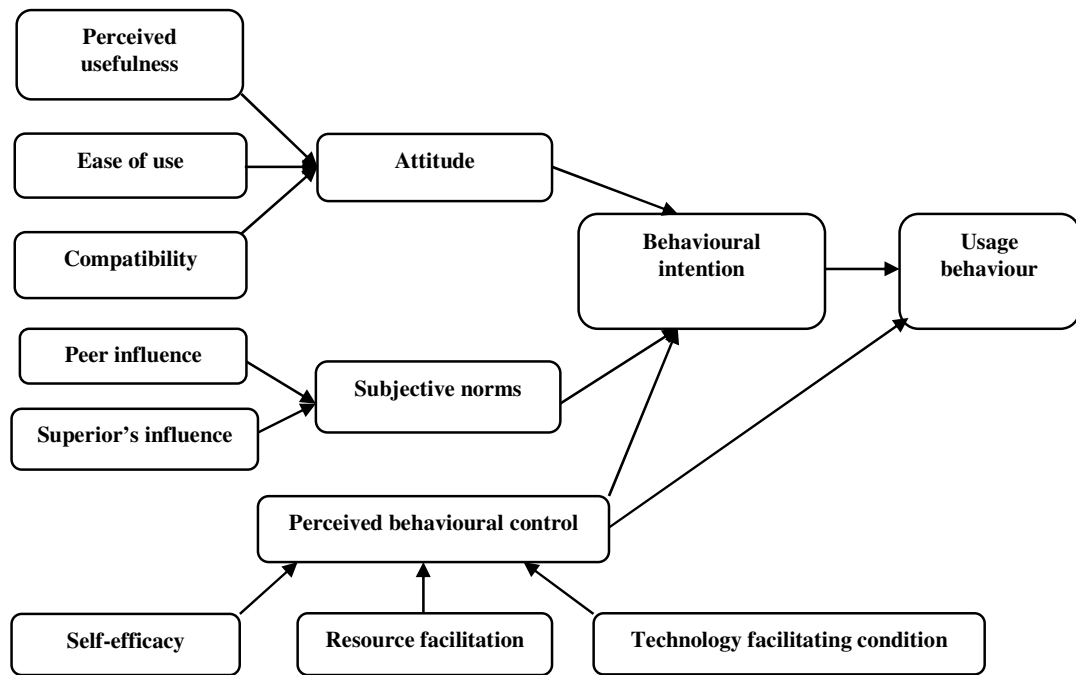 Perceived
usefulness
Ease of use
Attitude
Compatibility
Behavioural
intention
Usage
behaviour
Peer influence
Subjective norms
Superior’s influence
Perceived behavioural control
Self-efficacy
Resource facilitation
Technology facilitating condition